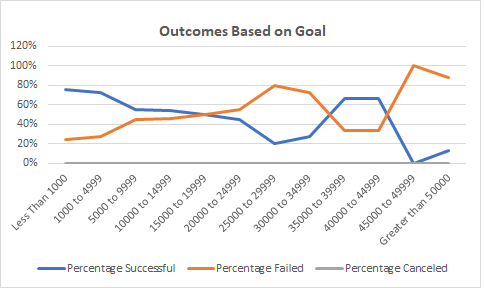 Outcomes Based on Goal
120%
100%
80%
60%
40%
20%
0%
Less Than 1000
1000 to 4999
5000 to 9999
10000 to 14999
15000 to 19999
20000 to 24999
25000 to 29999
30000 to 34999
35000 to 39999
40000 to 44999
45000 to 49999
Greater than 50000
Percentage Successful
Percentage Failed
Percentage Canceled